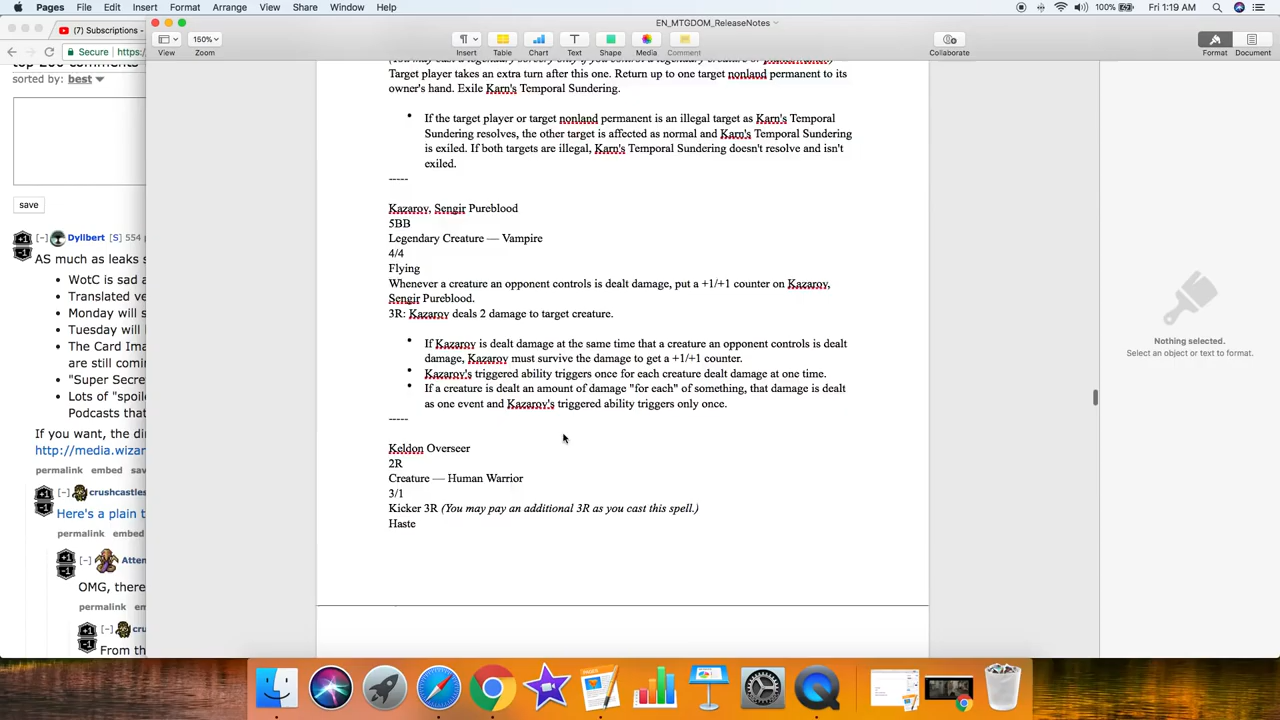 Pages File Edit Insert Format Arrange View Share Window Help
100% Fri 1:19 AM
(7) Subscriptions -
EN_MTGDOM_ReleaseNotes
Secure https:/
150%
View Zoom Insert Table Chart Text Shape Media Comment Collaborate Format Document
sorted by: best
save
[-] Dyllbert [S] 554 p
AS much as leaks s
• WotC is sad a
• Translated ve
• Monday will s
• Tuesday will
• The Card Ima
are still comin
• "Super Secre
• Lots of "spoile
Podcasts that
If you want, the dir
http://media.wizar
permalink embed sav
[-] crushcastles
Here's a plain t
permalink embed
[-] Atten
OMG, there
permalink em
[-] cru
From th
Target player takes an extra turn after this one. Return up to one target nonland permanent to its
owner's hand. Exile Karn's Temporal Sundering.
• If the target player or target nonland permanent is an illegal target as Karn's Temporal
Sundering resolves, the other target is affected as normal and Karn's Temporal Sundering
is exiled. If both targets are illegal, Karn's Temporal Sundering doesn't resolve and isn't
exiled.
-----
Kazarov, Sengir Pureblood
5BB
Legendary Creature — Vampire
4/4
Flying
Whenever a creature an opponent controls is dealt damage, put a +1/+1 counter on Kazarov,
Sengir Pureblood.
3R: Kazarov deals 2 damage to target creature.
• If Kazarov is dealt damage at the same time that a creature an opponent controls is dealt
damage, Kazarov must survive the damage to get a +1/+1 counter.
• Kazarov's triggered ability triggers once for each creature dealt damage at one time.
• If a creature is dealt an amount of damage "for each" of something, that damage is dealt
as one event and Kazarov's triggered ability triggers only once.
-----
Keldon Overseer
2R
Creature — Human Warrior
3/1
Kicker 3R (You may pay an additional 3R as you cast this spell.)
Haste
Nothing selected.
Select an object or text to format.